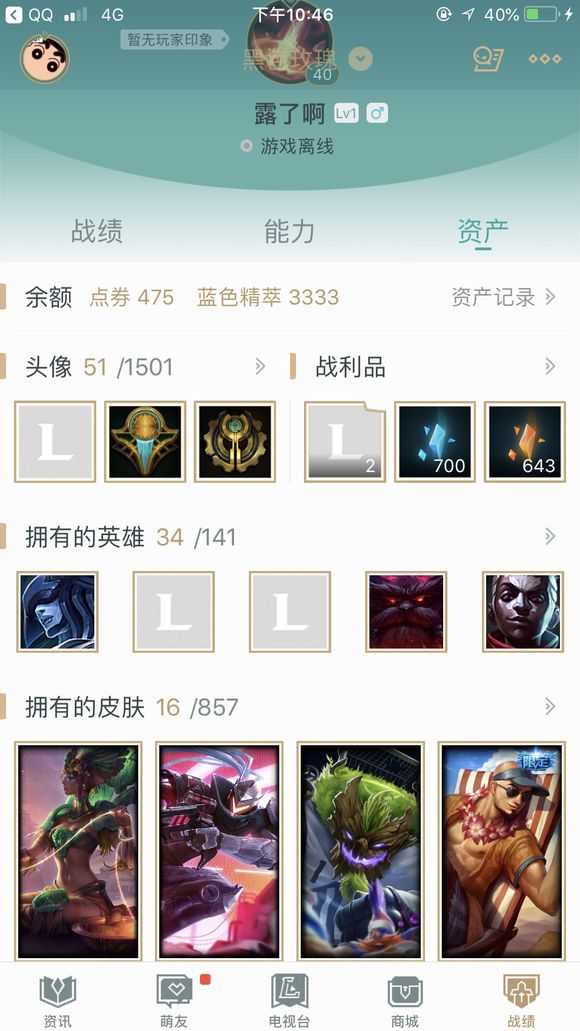 QQ 4G 下午10:46 40%
暂无玩家印象
黑色玫瑰
40
露了啊 Lv1
游戏离线
战绩 能力 资产
余额 点券 475 蓝色精萃 3333 资产记录
头像 51 /1501 战利品
2 700 643
拥有的英雄 34 /141
拥有的皮肤 16 /857
限定
资讯 萌友 电视台 商城 战绩